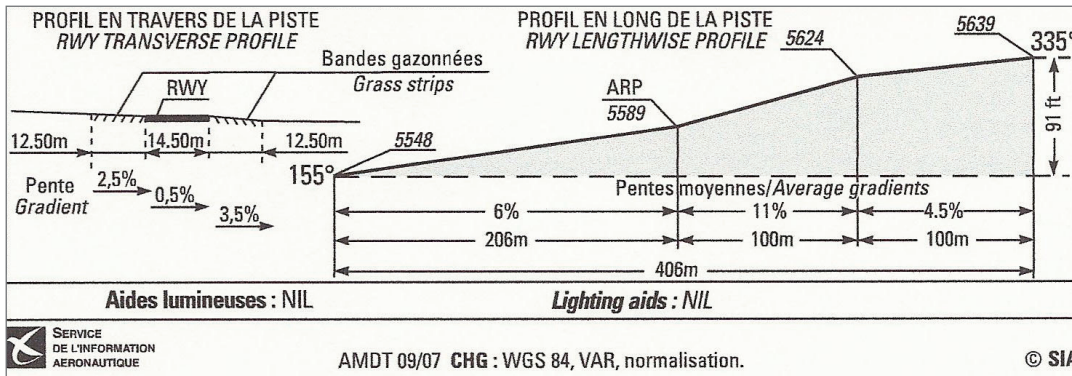 PROFIL EN TRAVERS DE LA PISTE
RWY TRANSVERSE PROFILE
Bandes gazonnées
Grass strips
RWY
12.50m
14.50m
12.50m
Pente
Gradient
2,5%
0,5%
3,5%
PROFIL EN LONG DE LA PISTE
RWY LENGTHWISE PROFILE
5624
5639
335°
ARP
5589
5548
155°
91 ft
Pentes moyennes/Average gradients
6%
11%
4.5%
206m
100m
100m
406m
Aides lumineuses : NIL
Lighting aids : NIL
SERVICE
DE L'INFORMATION
AERONAUTIQUE
AMDT 09/07 CHG : WGS 84, VAR, normalisation.
© SIA